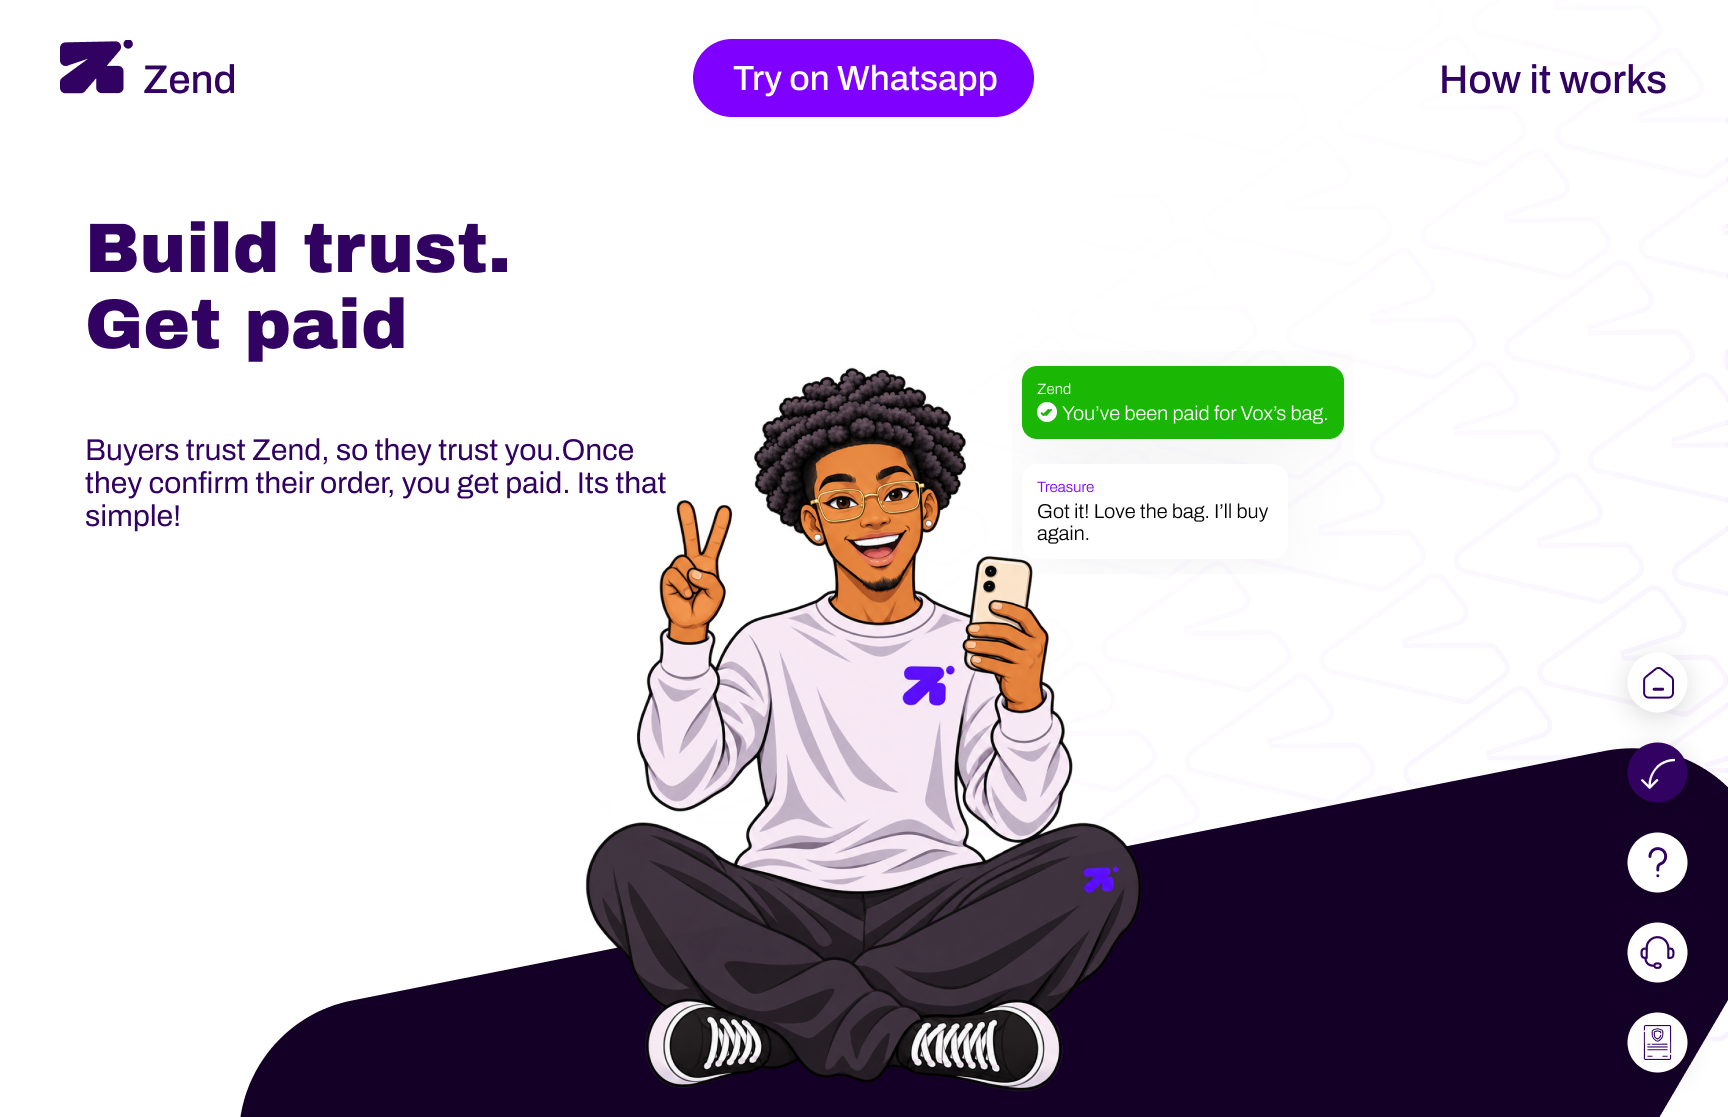 Zend
Try on Whatsapp
How it works
Build trust.
Get paid
Buyers trust Zend, so they trust you.Once
they confirm their order, you get paid. Its that
simple!
Zend
You’ve been paid for Vox’s bag.
Treasure
Got it! Love the bag. I’ll buy
again.